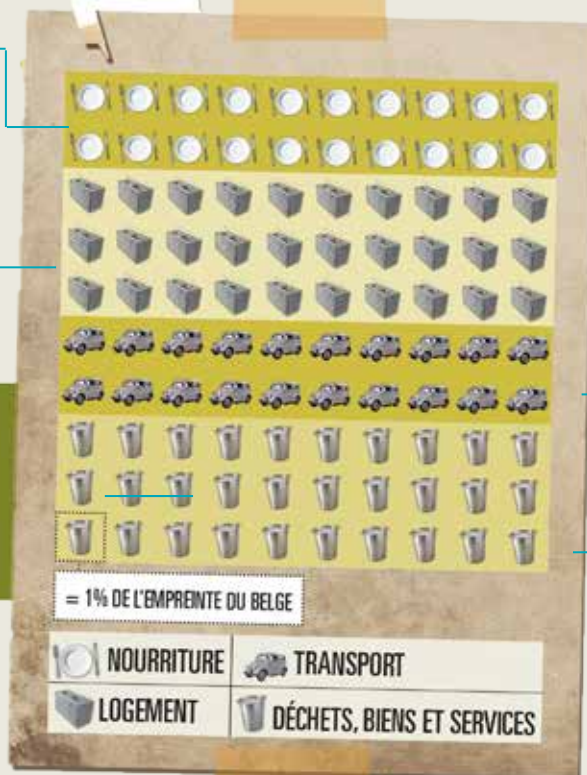 = 1% DE L'EMPREINTE DU BELGE
NOURRITURE
TRANSPORT
LOGEMENT
DÉCHETS, BIENS ET SERVICES